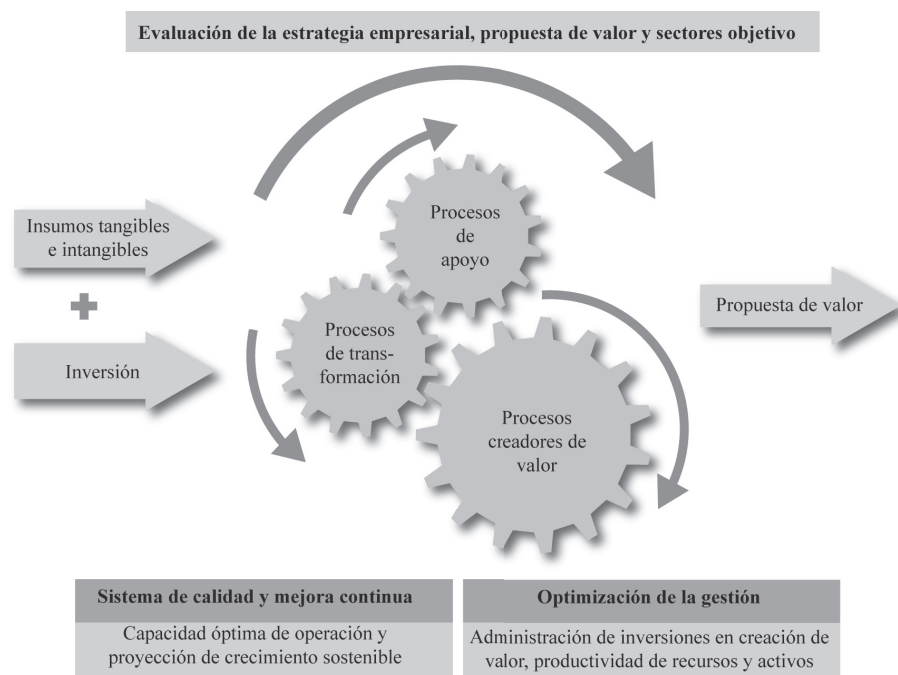 Evaluación de la estrategia empresarial, propuesta de valor y sectores objetivo
Insumos tangibles
e intangibles
Inversión
Procesos
de
apoyo
Procesos
de trans-
formación
Procesos
creadores de
valor
Propuesta de valor
Sistema de calidad y mejora continua
Capacidad óptima de operación y
proyección de crecimiento sostenible
Optimización de la gestión
Administración de inversiones en creación de
valor, productividad de recursos y activos